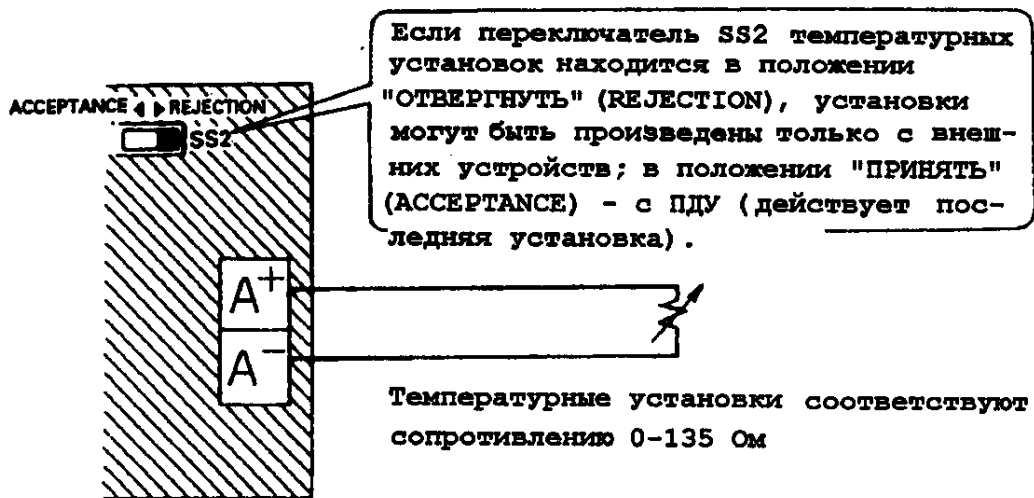 Если переключатель SS2 температурных
установок находится в положении
"ОТВЕРГНУТЬ" (REJECTION), установки
могут быть произведены только с внеш-
них устройств; в положении "ПРИНЯТЬ"
(ACCEPTANCE) - с ПДУ (действует пос-
ледняя установка).
ACCEPTANCE ◀ ▶ REJECTION
SS2
A+
A-
Температурные установки соответствуют
сопротивлению 0-135 Ом